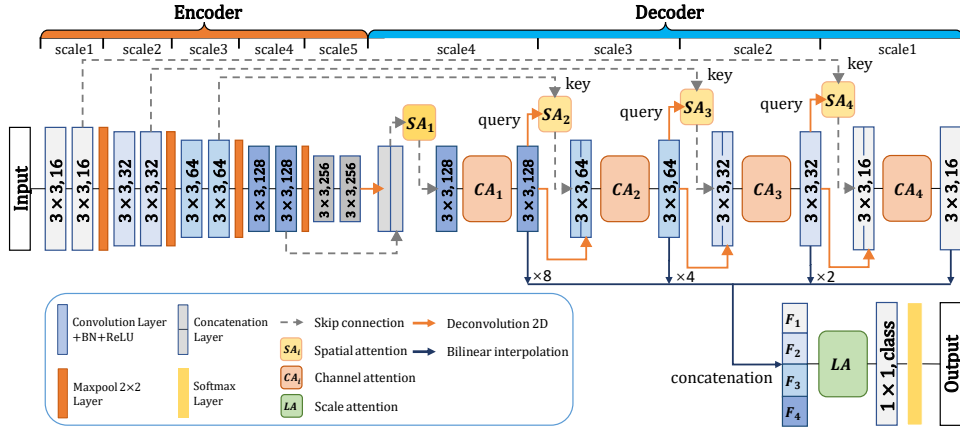 Encoder
Decoder
scale1 scale2 scale3 scale4 scale5 scale4 scale3 scale2 scale1
key key key
SA₁ SA₂ SA₃ SA₄
query query query
Input
3 × 3, 16
3 × 3, 16
3 × 3, 32
3 × 3, 32
3 × 3, 64
3 × 3, 64
3 × 3, 128
3 × 3, 128
3 × 3, 256
3 × 3, 256
3 × 3, 128
CA₁
3 × 3, 128
3 × 3, 64
CA₂
3 × 3, 64
3 × 3, 32
CA₃
3 × 3, 32
3 × 3, 16
CA₄
3 × 3, 16
×8 ×4 ×2
Convolution Layer
+BN+ReLU
Concatenation
Layer
Maxpool 2×2
Layer
Softmax
Layer
Skip connection
SAᵢ Spatial attention
CAᵢ Channel attention
LA Scale attention
Deconvolution 2D
Bilinear interpolation
concatenation
F₁
F₂
F₃
F₄
LA
1 × 1, class
Output